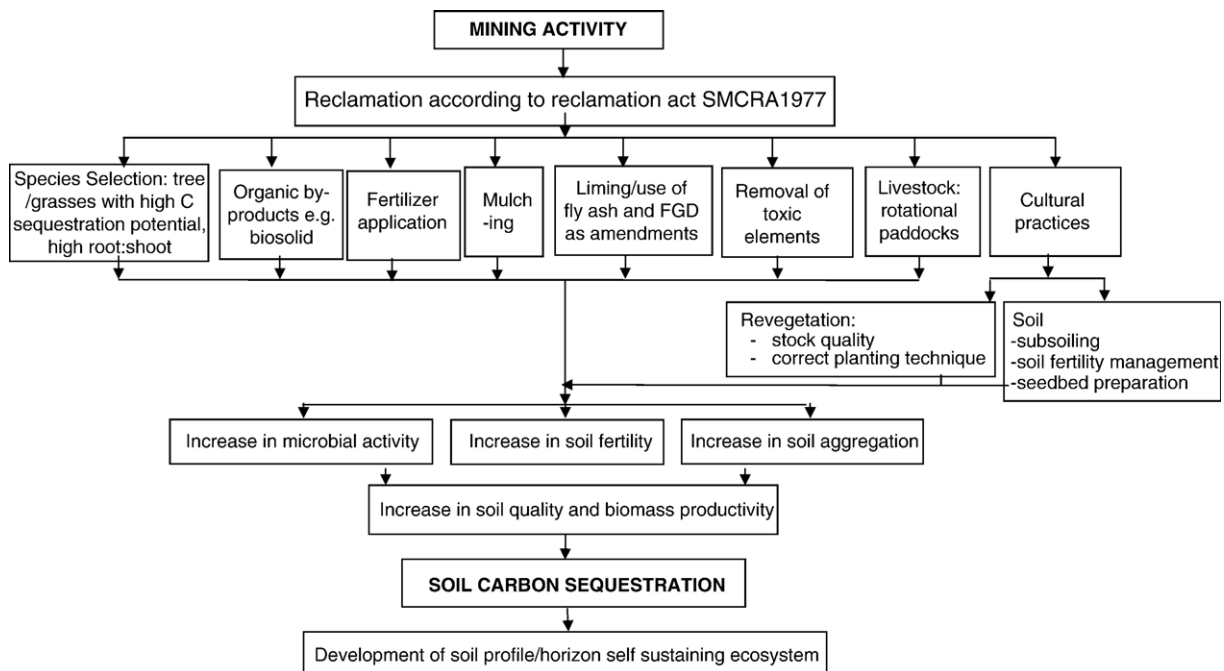 MINING ACTIVITY
Reclamation according to reclamation act SMCRA1977
Species Selection: tree
/grasses with high C
sequestration potential,
high root:shoot
Organic by-
products e.g.
biosolid
Fertilizer
application
Mulch
-ing
Liming/use of
fly ash and FGD
as amendments
Removal of
toxic
elements
Livestock:
rotational
paddocks
Cultural
practices
Revegetation:
- stock quality
- correct planting technique
Soil
-subsoiling
-soil fertility management
-seedbed preparation
Increase in microbial activity
Increase in soil fertility
Increase in soil aggregation
Increase in soil quality and biomass productivity
SOIL CARBON SEQUESTRATION
Development of soil profile/horizon self sustaining ecosystem